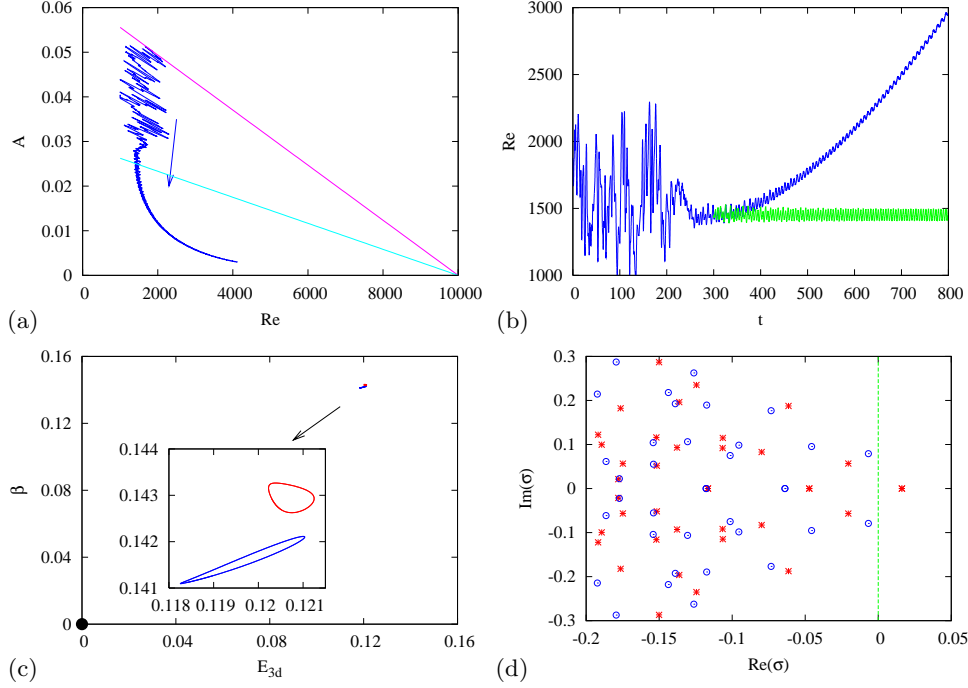 0.06
0.05
0.04
0.03
0.02
0.01
0
A
0 2000 4000 6000 8000 10000
Re
(a)
3000
2500
2000
1500
1000
Re
0 100 200 300 400 500 600 700 800
t
(b)
0.16
0.12
0.08
0.04
0
β
0.144
0.143
0.142
0.141
0.118 0.119 0.12 0.121
0 0.04 0.08 0.12 0.16
E3d
(c)
0.3
0.2
0.1
0
-0.1
-0.2
-0.3
Im(σ)
-0.2 -0.15 -0.1 -0.05 0 0.05
Re(σ)
(d)